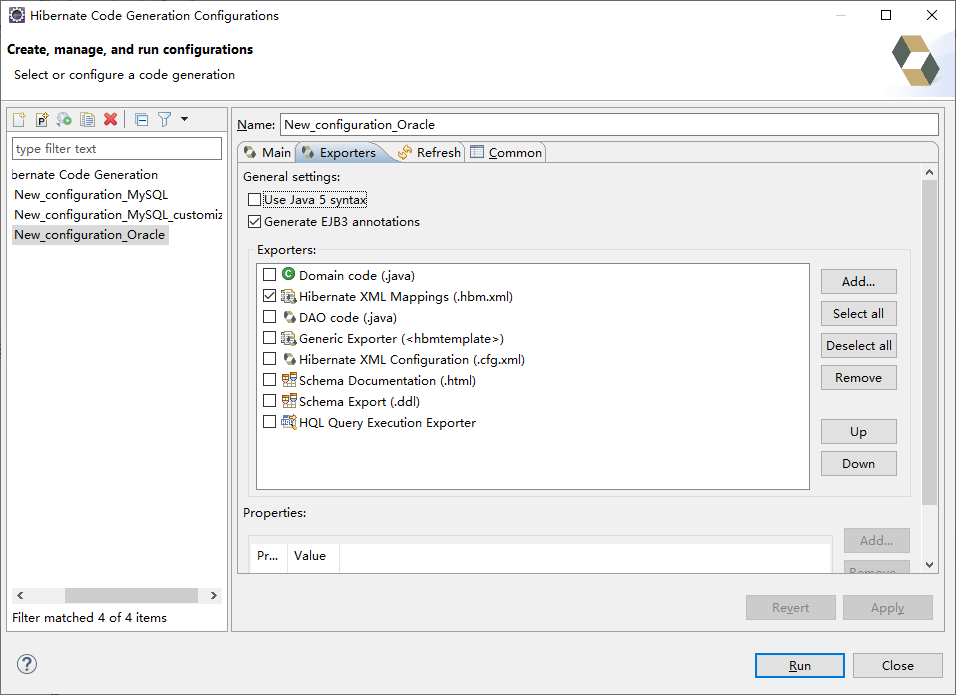 Hibernate Code Generation Configurations
Create, manage, and run configurations
Select or configure a code generation
type filter text
bernate Code Generation
New_configuration_MySQL
New_configuration_MySQL_customiz
New_configuration_Oracle
Filter matched 4 of 4 items
Name: New_configuration_Oracle
Main Exporters Refresh Common
General settings:
Use Java 5 syntax
Generate EJB3 annotations
Exporters:
Domain code (.java)
Hibernate XML Mappings (.hbm.xml)
DAO code (.java)
Generic Exporter (<hbmtemplate>)
Hibernate XML Configuration (.cfg.xml)
Schema Documentation (.html)
Schema Export (.ddl)
HQL Query Execution Exporter
Add...
Select all
Deselect all
Remove
Up
Down
Properties:
Pr... Value
Add...
Remove...
Revert Apply
Run Close